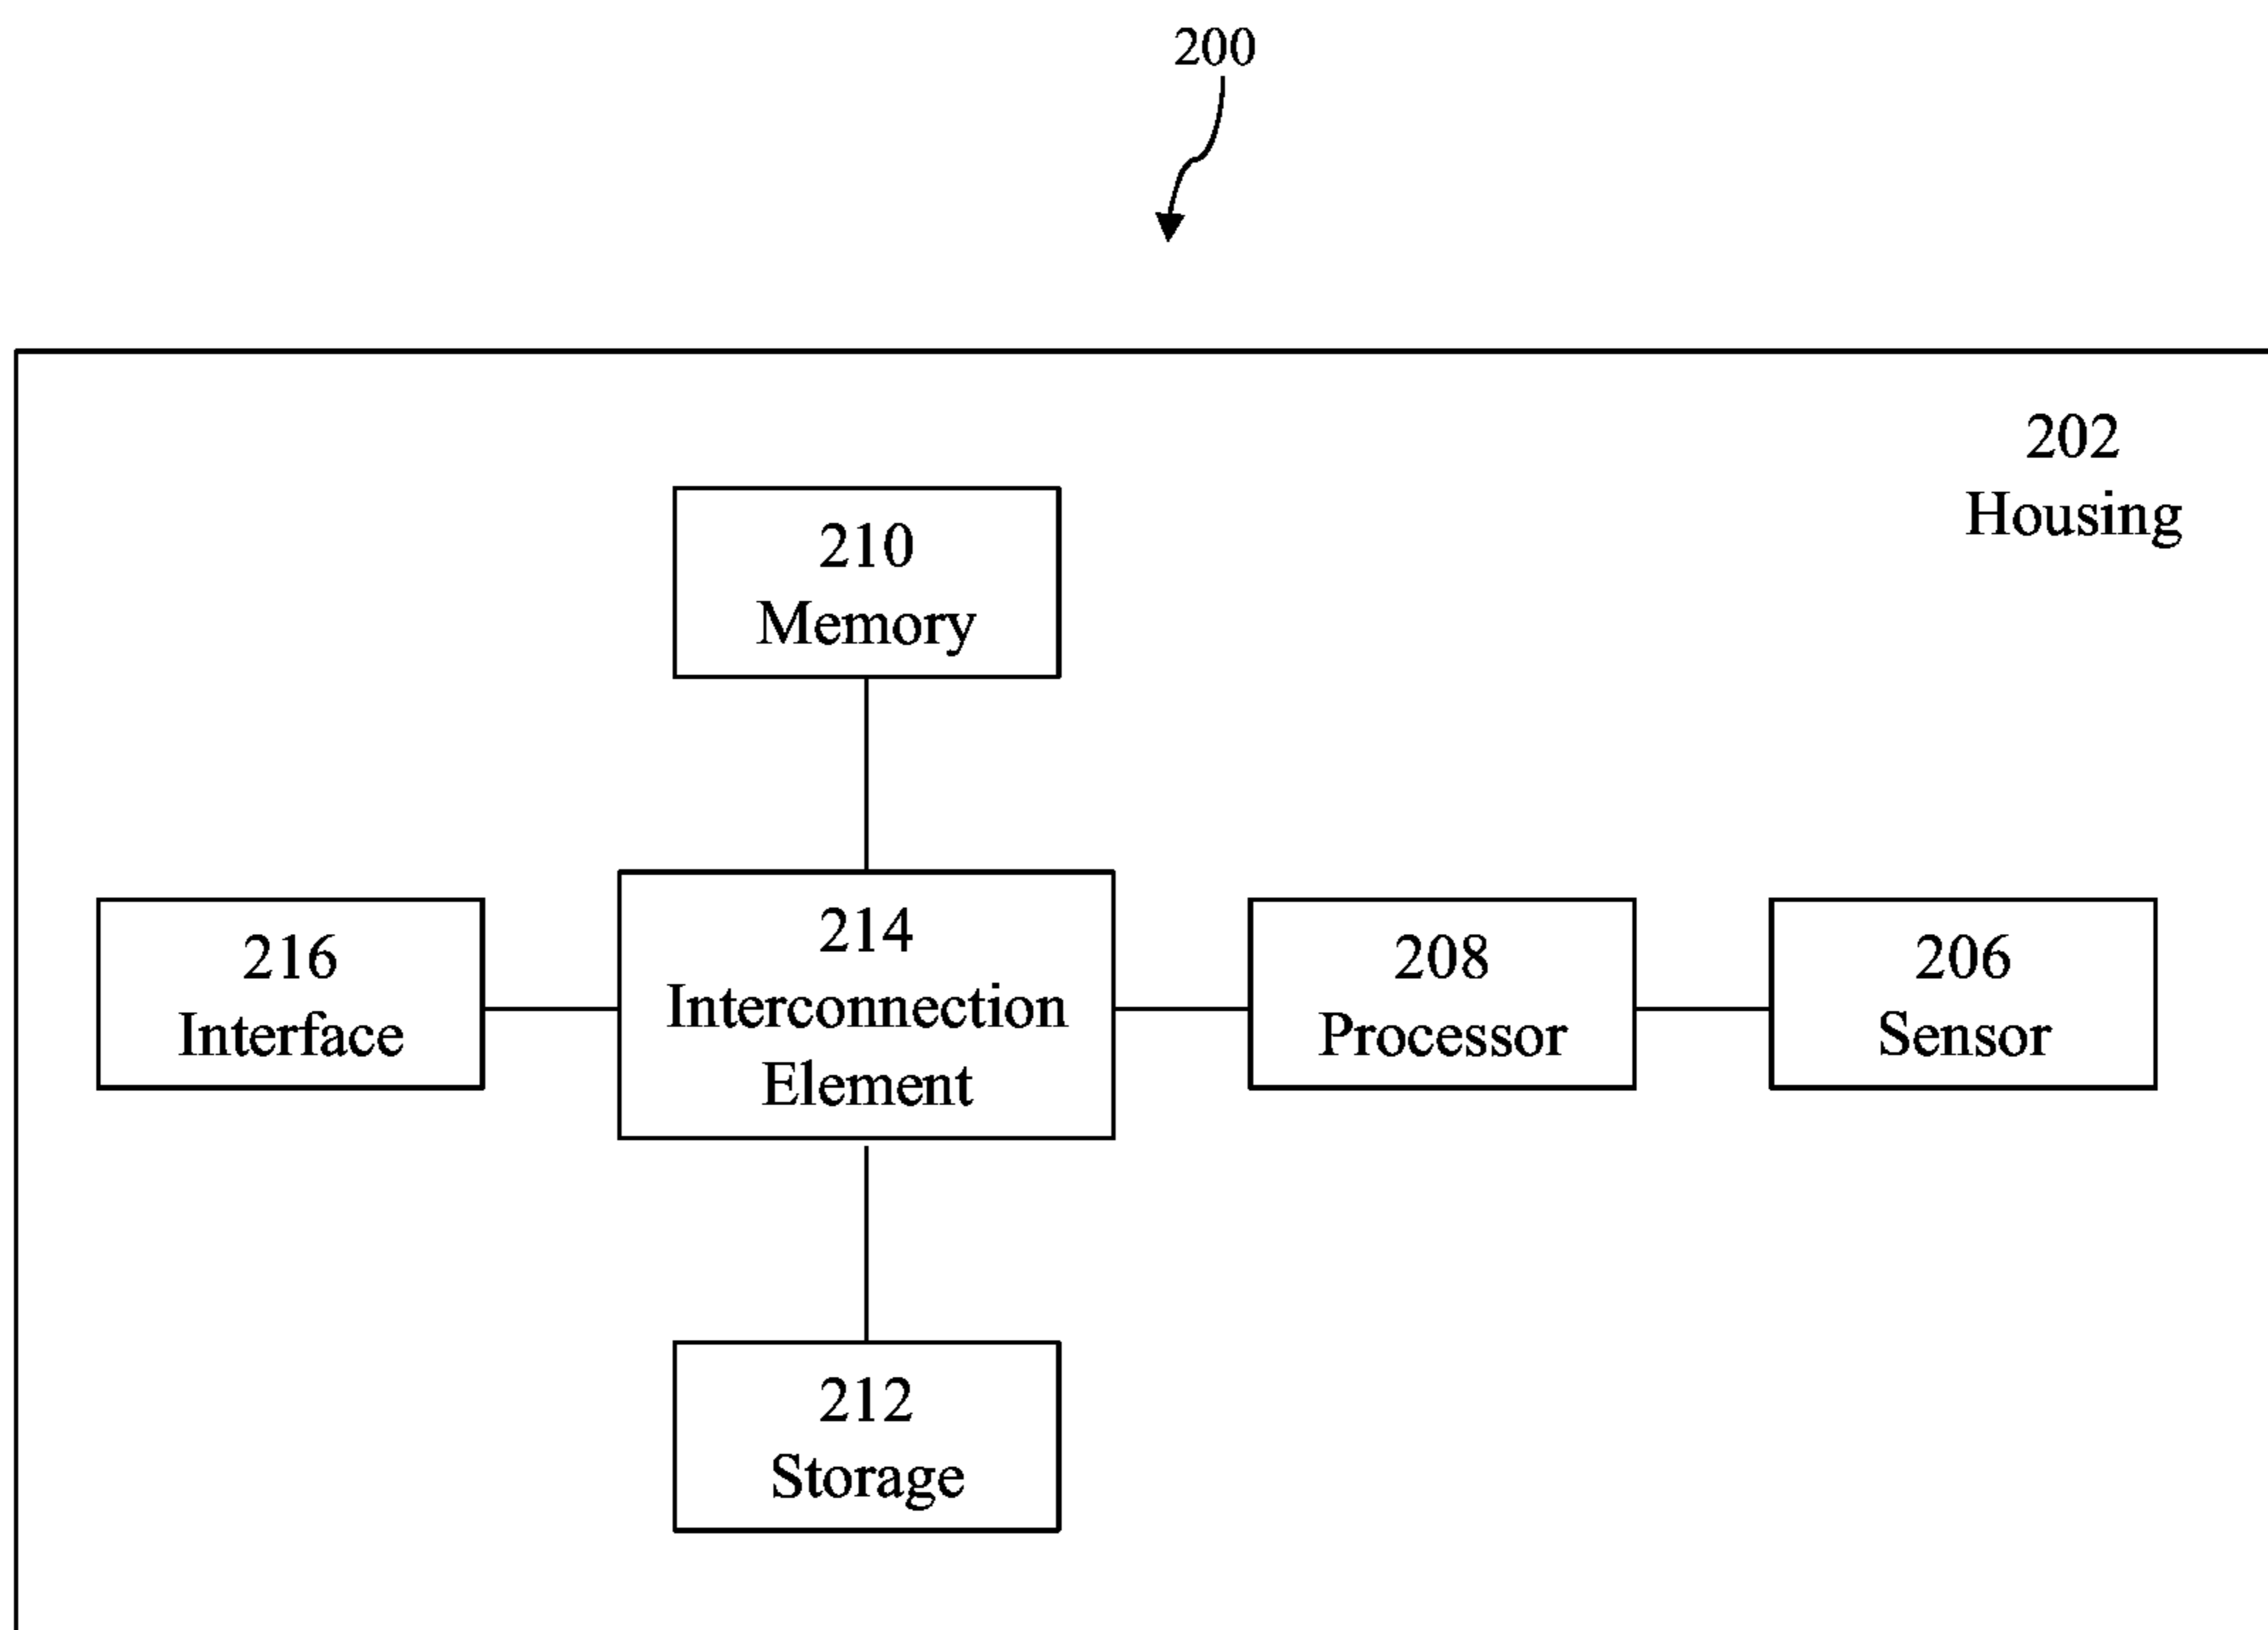 200
202
Housing
210
Memory
216
Interface
214
Interconnection
Element
208
Processor
206
Sensor
212
Storage